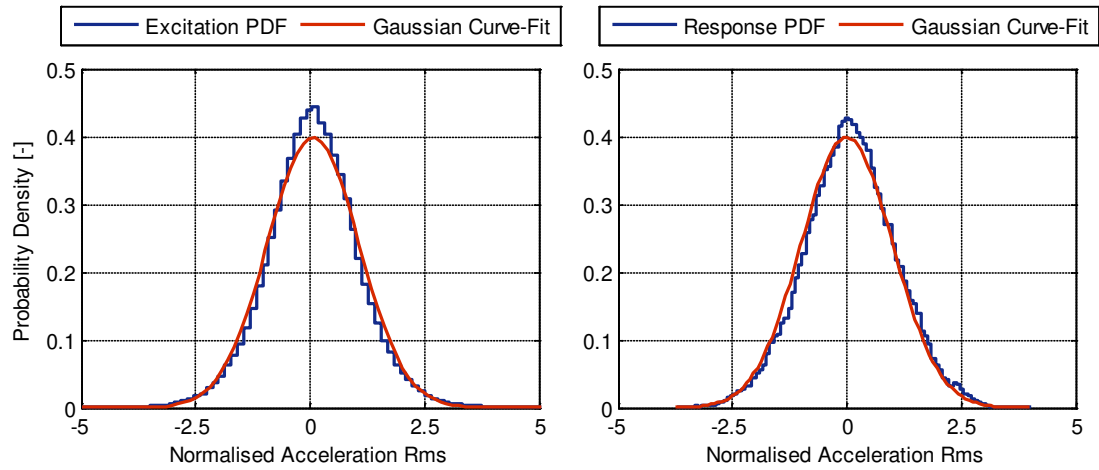 Excitation PDF Gaussian Curve-Fit
Response PDF Gaussian Curve-Fit
Probability Density [-]
0.5
0.4
0.3
0.2
0.1
0
-5 -2.5 0 2.5 5
Normalised Acceleration Rms
0.5
0.4
0.3
0.2
0.1
0
-5 -2.5 0 2.5 5
Normalised Acceleration Rms